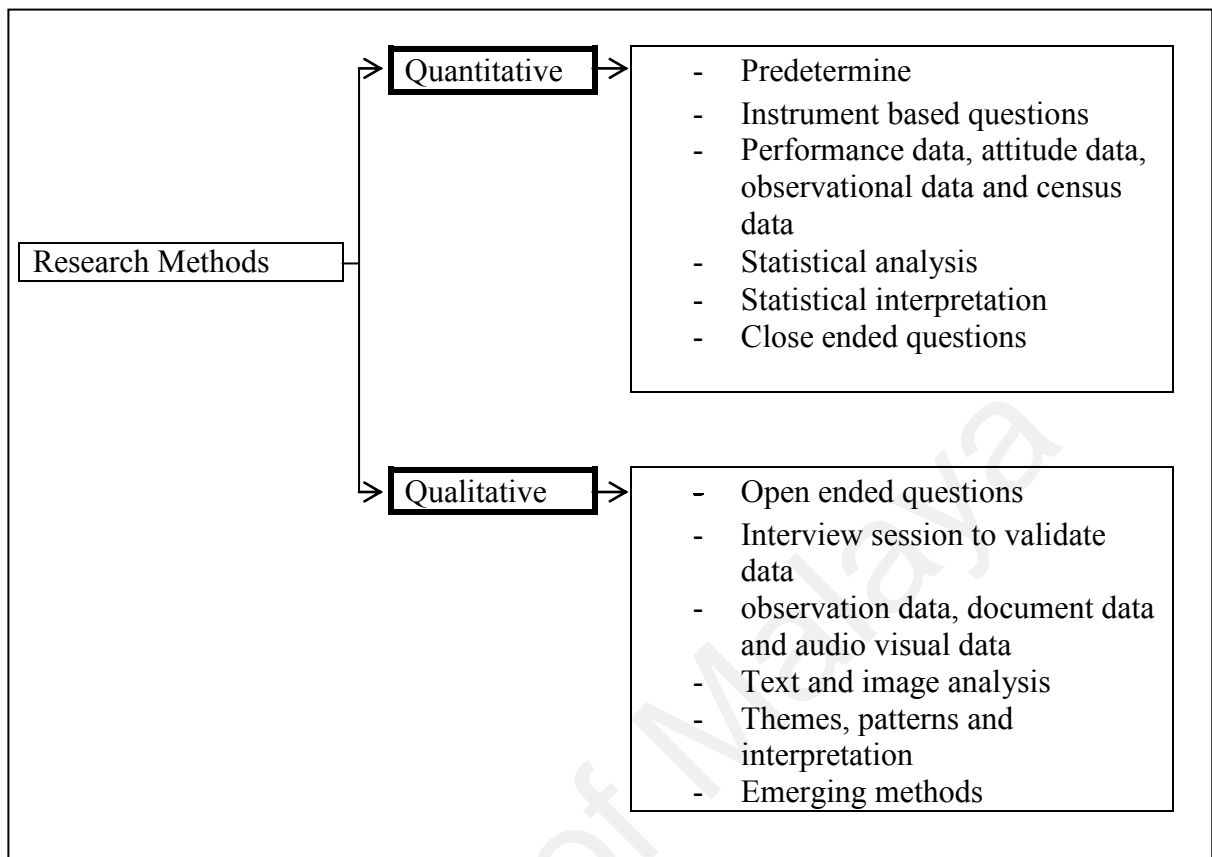 Quantitative
- Predetermine
- Instrument based questions
- Performance data, attitude data,
observational data and census
data
- Statistical analysis
- Statistical interpretation
- Close ended questions
Research Methods
Qualitative
- Open ended questions
- Interview session to validate
data
- observation data, document data
and audio visual data
- Text and image analysis
- Themes, patterns and
interpretation
- Emerging methods
of Malaya